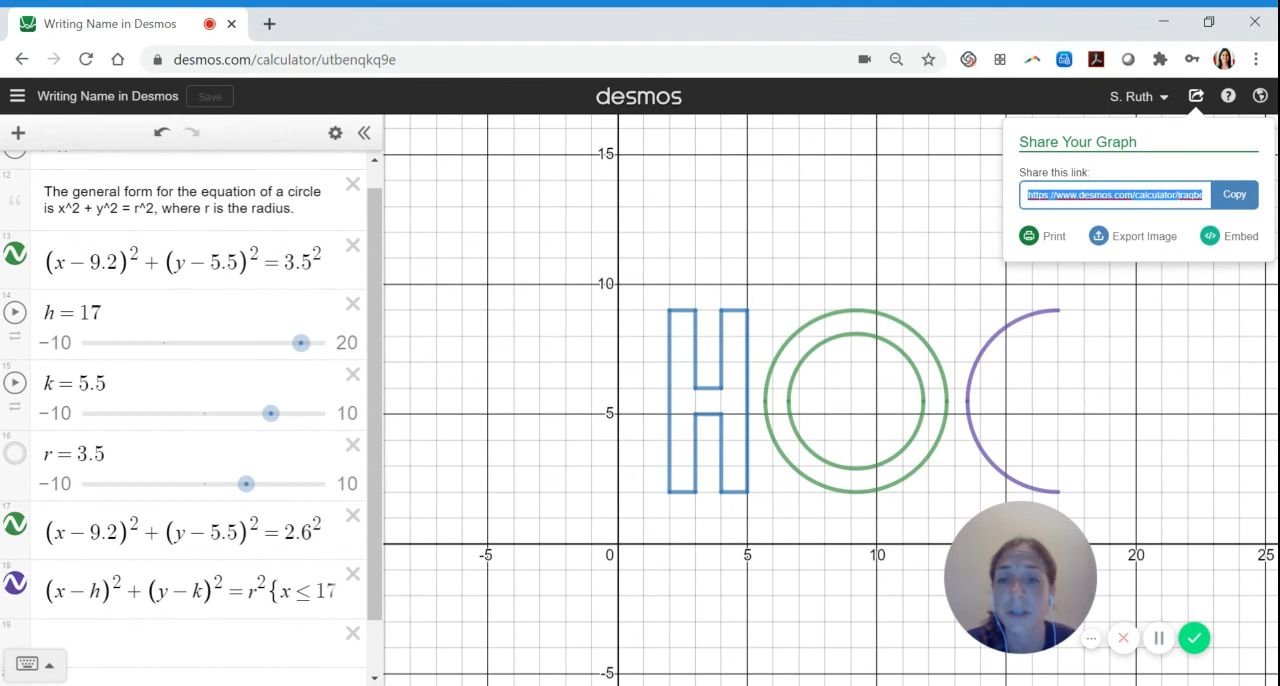 Writing Name in Desmos
desmos.com/calculator/utbenqkq9e
Writing Name in Desmos
Save
desmos
S. Ruth
Share Your Graph
Share this link:
Copy
Print
Export Image
Embed
12
The general form for the equation of a circle
is x^2 + y^2 = r^2, where r is the radius.
13
(x − 9.2)² + (y − 5.5)² = 3.5²
14
h = 17
−10
20
15
k = 5.5
−10
10
16
r = 3.5
−10
10
17
(x − 9.2)² + (y − 5.5)² = 2.6²
18
(x − h)² + (y − k)² = r²{x ≤ 17
19
15
10
5
-5
0
5
10
20
25
-5